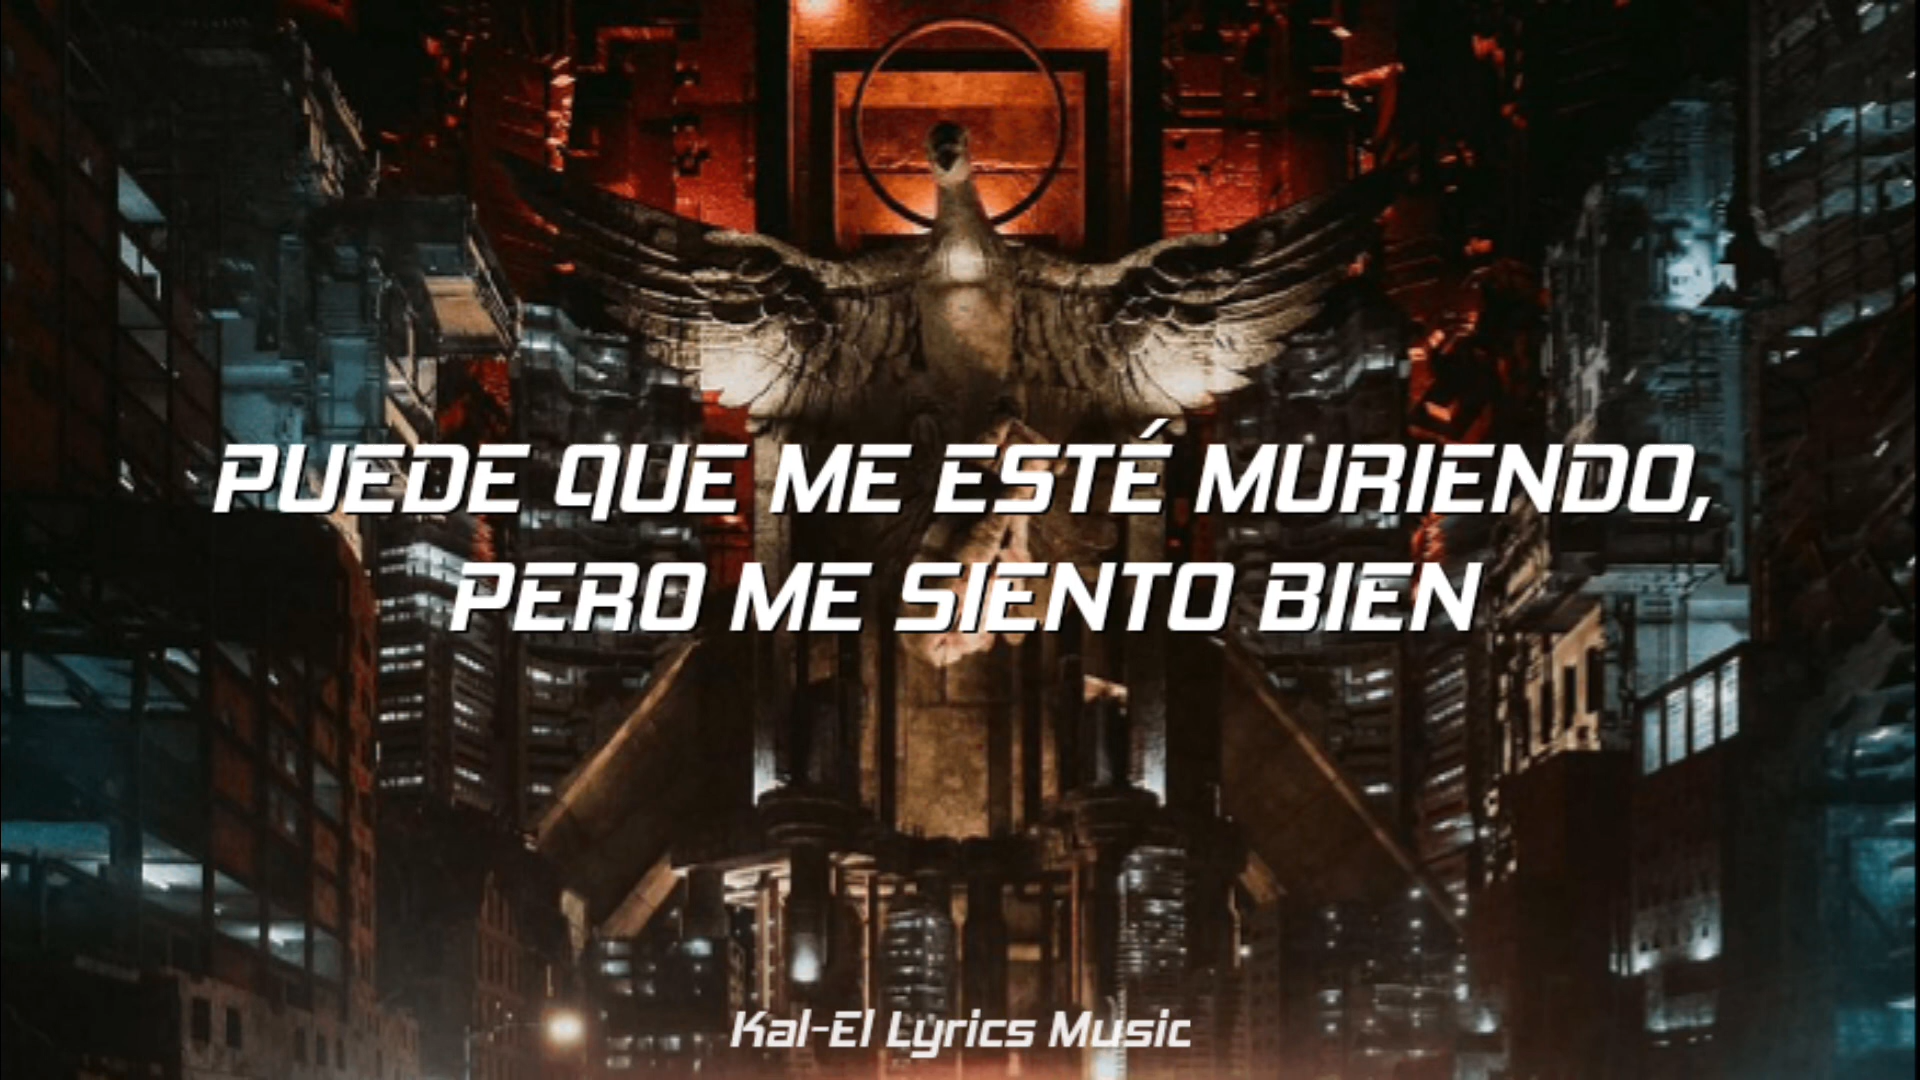 PUEDE QUE ME ESTÉ MURIENDO,
PERO ME SIENTO BIEN
Kal-El Lyrics Music